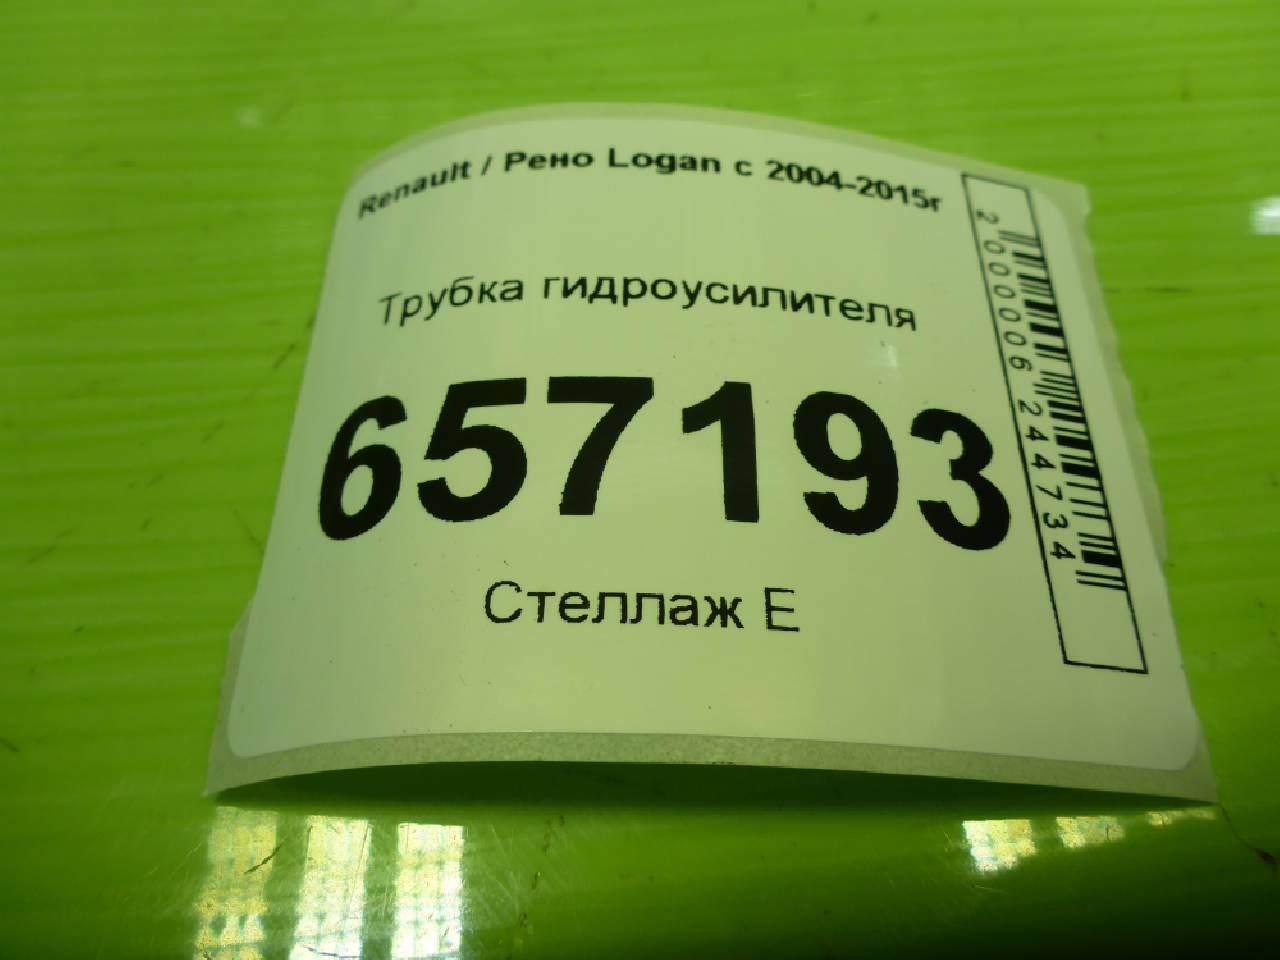 Renault / Рено Logan с 2004-2015г
Трубка гидроусилителя
657193
Стеллаж Е
2000006244734